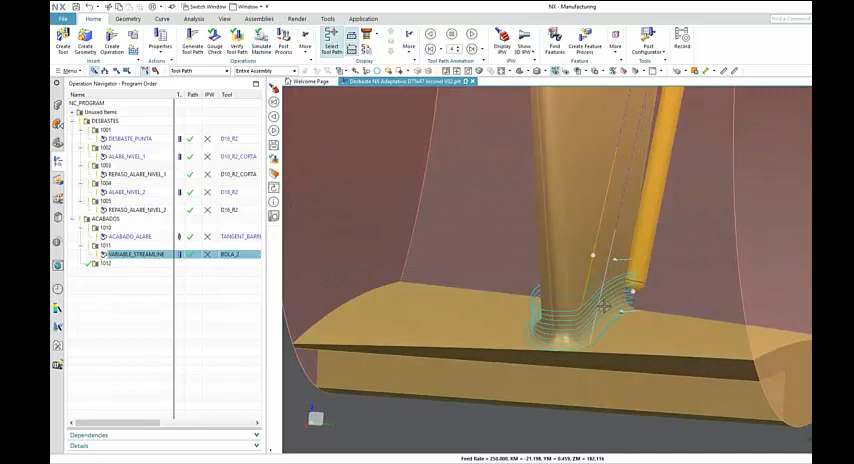 NX
Switch Window
Window
NX - Manufacturing
File
Home
Geometry
Curve
Analysis
View
Assemblies
Render
Tools
Application
Find a Command
Create Tool
Create Geometry
Create Operation
Properties
Generate Tool Path
Gouge Check
Verify Tool Path
Simulate Machine
Post Process
More
Select Tool Path
More
Display IPW
Show 3D IPW
Create Feature Process
More
Post Configurator
Record
Insert
Actions
Operations
Display
Tool Path Animation
IPW
Feature
Menu
Tool Path
Entire Assembly
Operation Navigator - Program Order
Welcome Page
Name
T..
Path
IPW
Tool
NC_PROGRAM
Unused Items
DESBASTES
1001
DESBASTE_PUNTA D16_R2
1002
ALABE_NIVEL_1 D10_R2_CORTA
1003
REPASO_ALABE_NIVEL_1 D10_R2_CORTA
1004
ALABE_NIVEL_2 D16_R2
1005
REPASO_ALABE_NIVEL_2 D16_R2
ACABADOS
1010
ACABADO_ALABE TANGENT_BARRI
1011
VARIABLE_STREAMLINE BOLA_2
1012
Dependencies
Details
Feed Rate = 250.000, XM = -21.198, YM = 0.459, ZM = 182.116